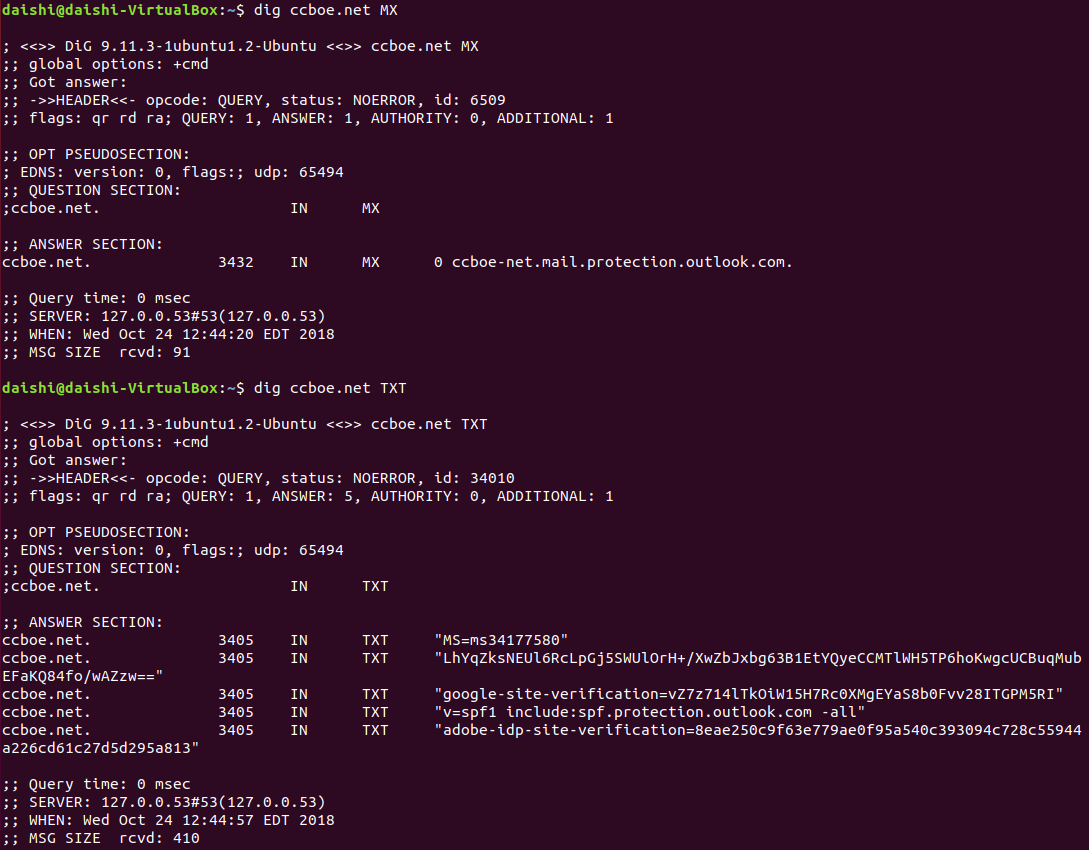 daishi@daishi-VirtualBox:~$ dig ccboe.net MX
; <<>> DiG 9.11.3-1ubuntu1.2-Ubuntu <<>> ccboe.net MX
;; global options: +cmd
;; Got answer:
;; ->>HEADER<<- opcode: QUERY, status: NOERROR, id: 6509
;; flags: qr rd ra; QUERY: 1, ANSWER: 1, AUTHORITY: 0, ADDITIONAL: 1
;; OPT PSEUDOSECTION:
; EDNS: version: 0, flags:; udp: 65494
;; QUESTION SECTION:
;ccboe.net. IN MX
;; ANSWER SECTION:
ccboe.net. 3432 IN MX 0 ccboe-net.mail.protection.outlook.com.
;; Query time: 0 msec
;; SERVER: 127.0.0.53#53(127.0.0.53)
;; WHEN: Wed Oct 24 12:44:20 EDT 2018
;; MSG SIZE rcvd: 91
daishi@daishi-VirtualBox:~$ dig ccboe.net TXT
; <<>> DiG 9.11.3-1ubuntu1.2-Ubuntu <<>> ccboe.net TXT
;; global options: +cmd
;; Got answer:
;; ->>HEADER<<- opcode: QUERY, status: NOERROR, id: 34010
;; flags: qr rd ra; QUERY: 1, ANSWER: 5, AUTHORITY: 0, ADDITIONAL: 1
;; OPT PSEUDOSECTION:
; EDNS: version: 0, flags:; udp: 65494
;; QUESTION SECTION:
;ccboe.net. IN TXT
;; ANSWER SECTION:
ccboe.net. 3405 IN TXT "MS=ms34177580"
ccboe.net. 3405 IN TXT "LhYqZksNEUl6RcLpGj5SWUlOrH+/XwZbJxbg63B1EtYQyeCCMTlWH5TP6hoKwgcUCBuqMub
EFaKQ84fo/wAZzw=="
ccboe.net. 3405 IN TXT "google-site-verification=vZ7z714lTkOiW15H7Rc0XMgEYaS8b0Fvv28ITGPM5RI"
ccboe.net. 3405 IN TXT "v=spf1 include:spf.protection.outlook.com -all"
ccboe.net. 3405 IN TXT "adobe-idp-site-verification=8eae250c9f63e779ae0f95a540c393094c728c55944
a226cd61c27d5d295a813"
;; Query time: 0 msec
;; SERVER: 127.0.0.53#53(127.0.0.53)
;; WHEN: Wed Oct 24 12:44:57 EDT 2018
;; MSG SIZE rcvd: 410